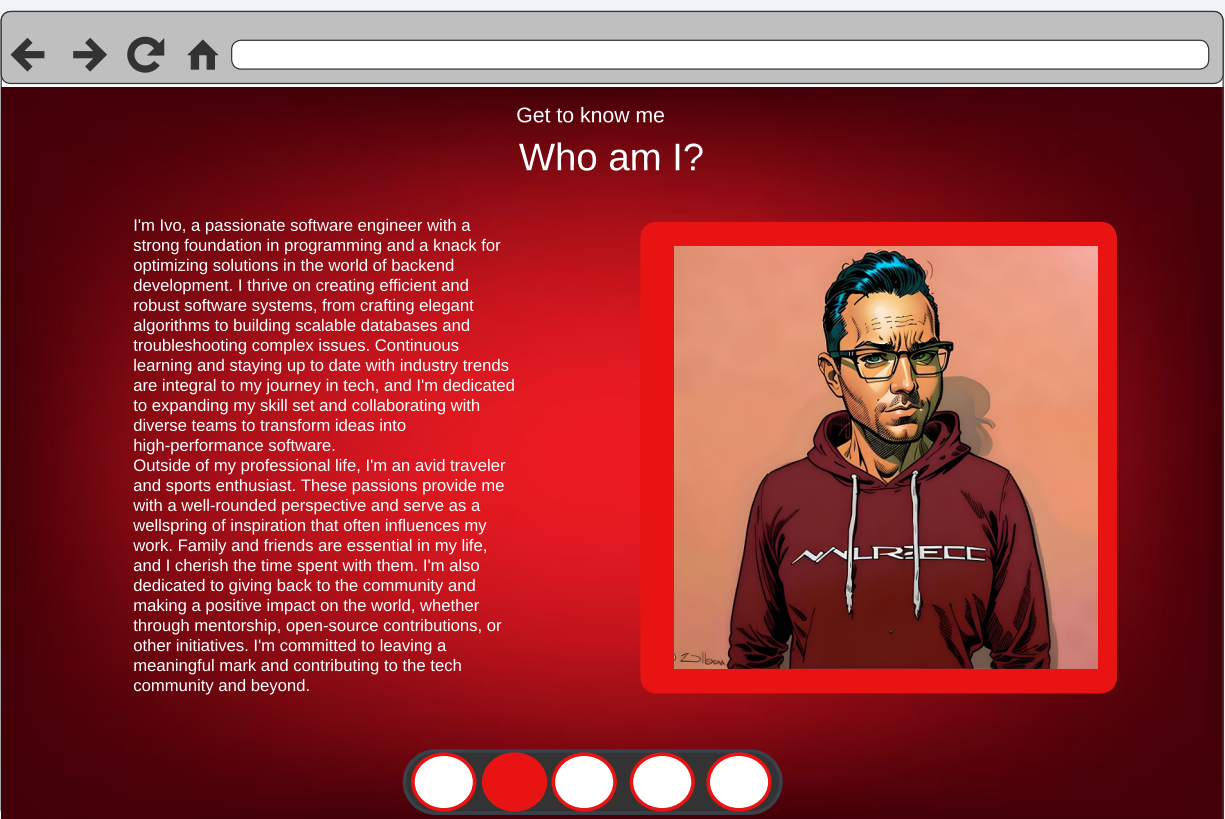 Get to know me
Who am I?
I'm Ivo, a passionate software engineer with a
strong foundation in programming and a knack for
optimizing solutions in the world of backend
development. I thrive on creating efficient and
robust software systems, from crafting elegant
algorithms to building scalable databases and
troubleshooting complex issues. Continuous
learning and staying up to date with industry trends
are integral to my journey in tech, and I'm dedicated
to expanding my skill set and collaborating with
diverse teams to transform ideas into
high-performance software.
Outside of my professional life, I'm an avid traveler
and sports enthusiast. These passions provide me
with a well-rounded perspective and serve as a
wellspring of inspiration that often influences my
work. Family and friends are essential in my life,
and I cherish the time spent with them. I'm also
dedicated to giving back to the community and
making a positive impact on the world, whether
through mentorship, open-source contributions, or
other initiatives. I'm committed to leaving a
meaningful mark and contributing to the tech
community and beyond.